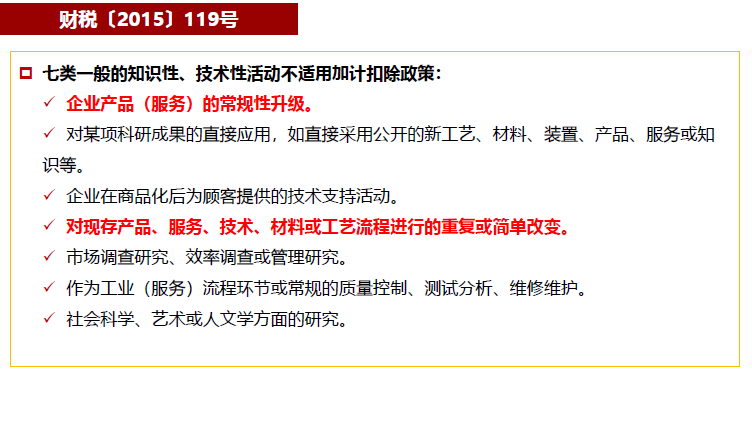 财税〔2015〕119号
七类一般的知识性、技术性活动不适用加计扣除政策：
企业产品（服务）的常规性升级。
对某项科研成果的直接应用，如直接采用公开的新工艺、材料、装置、产品、服务或知
识等。
企业在商品化后为顾客提供的技术支持活动。
对现存产品、服务、技术、材料或工艺流程进行的重复或简单改变。
市场调查研究、效率调查或管理研究。
作为工业（服务）流程环节或常规的质量控制、测试分析、维修维护。
社会科学、艺术或人文学方面的研究。